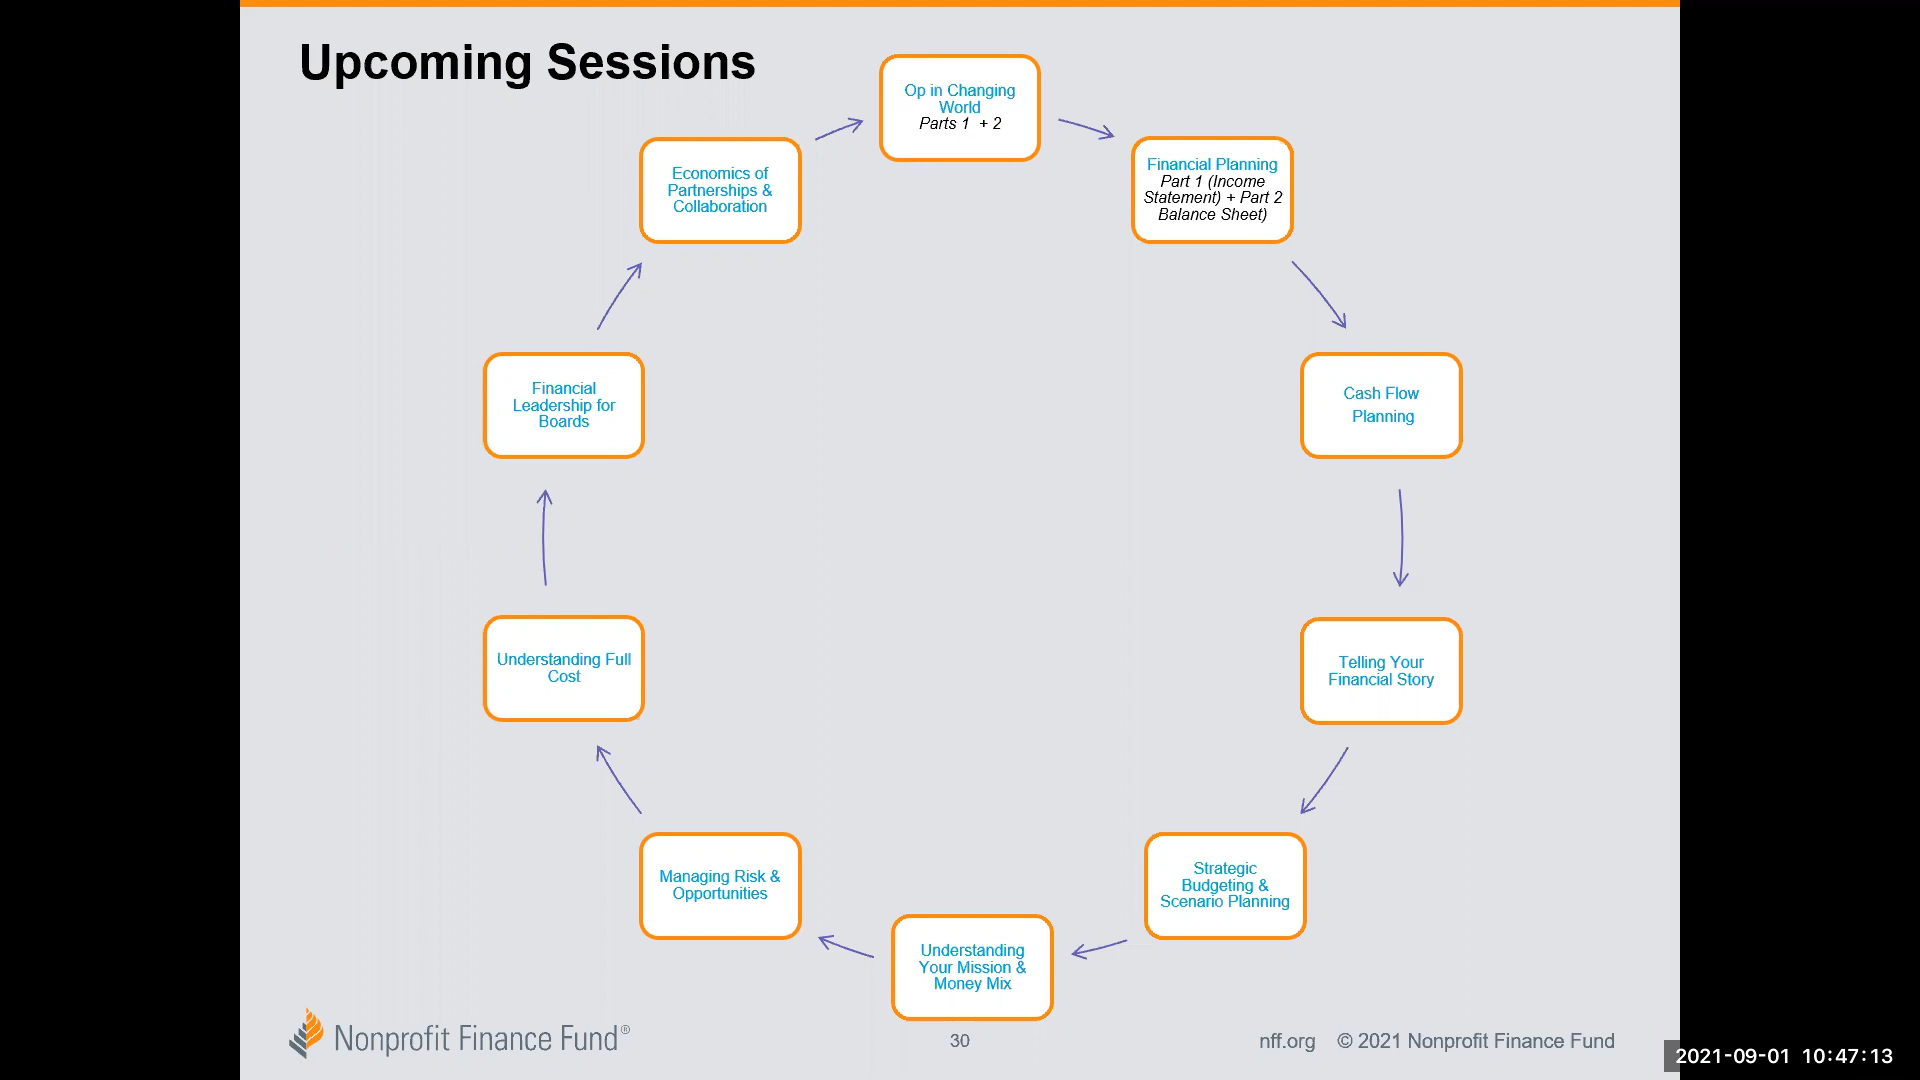 Upcoming Sessions
Op in Changing
World
Parts 1 + 2
Financial Planning
Part 1 (Income
Statement) + Part 2
Balance Sheet)
Cash Flow
Planning
Telling Your
Financial Story
Strategic
Budgeting &
Scenario Planning
Understanding
Your Mission &
Money Mix
Managing Risk &
Opportunities
Understanding Full
Cost
Financial
Leadership for
Boards
Economics of
Partnerships &
Collaboration
Nonprofit Finance Fund®
30
nff.org © 2021 Nonprofit Finance Fund
2021-09-01 10:47:13